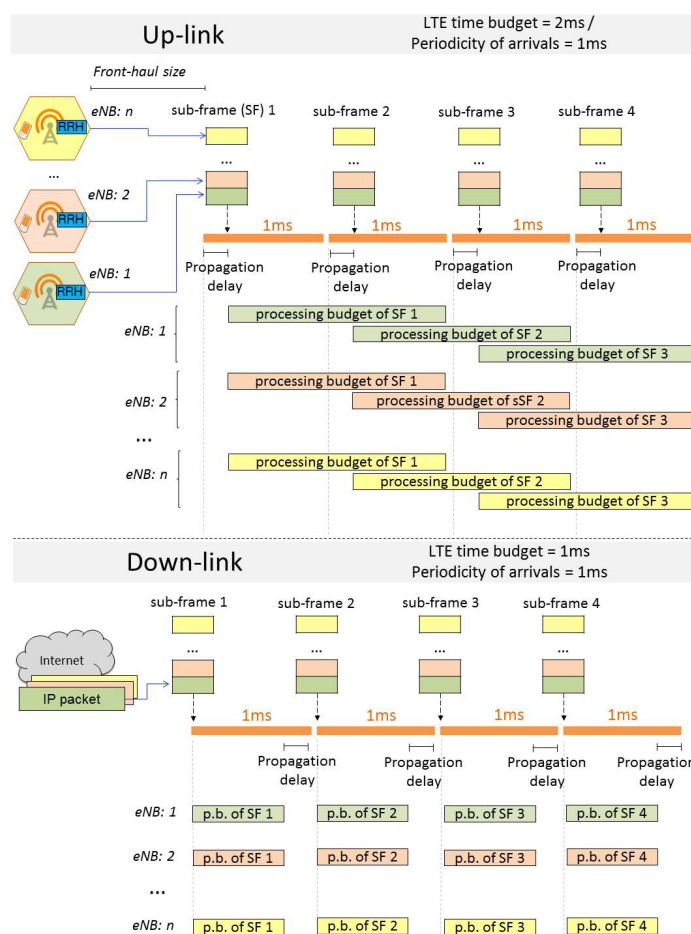 Up-link
LTE time budget = 2ms /
Periodicity of arrivals = 1ms
Front-haul size
eNB: n
RRH
sub-frame (SF) 1
sub-frame 2
sub-frame 3
sub-frame 4
...
...
...
...
...
eNB: 2
RRH
eNB: 1
RRH
1ms
1ms
1ms
1ms
Propagation
delay
Propagation
delay
Propagation
delay
Propagation
delay
eNB: 1
processing budget of SF 1
processing budget of SF 2
processing budget of SF 3
eNB: 2
processing budget of SF 1
processing budget of sSF 2
processing budget of SF 3
...
eNB: n
processing budget of SF 1
processing budget of SF 2
processing budget of SF 3
Down-link
LTE time budget = 1ms
Periodicity of arrivals = 1ms
sub-frame 1
sub-frame 2
sub-frame 3
sub-frame 4
...
...
...
...
Internet
IP packet
1ms
1ms
1ms
1ms
Propagation
delay
Propagation
delay
Propagation
delay
Propagation
delay
eNB: 1
p.b. of SF 1
p.b. of SF 2
p.b. of SF 3
p.b. of SF 4
eNB: 2
p.b. of SF 1
p.b. of SF 2
p.b. of SF 3
p.b. of SF 4
...
eNB: n
p.b. of SF 1
p.b. of SF 2
p.b. of SF 3
p.b. of SF 4